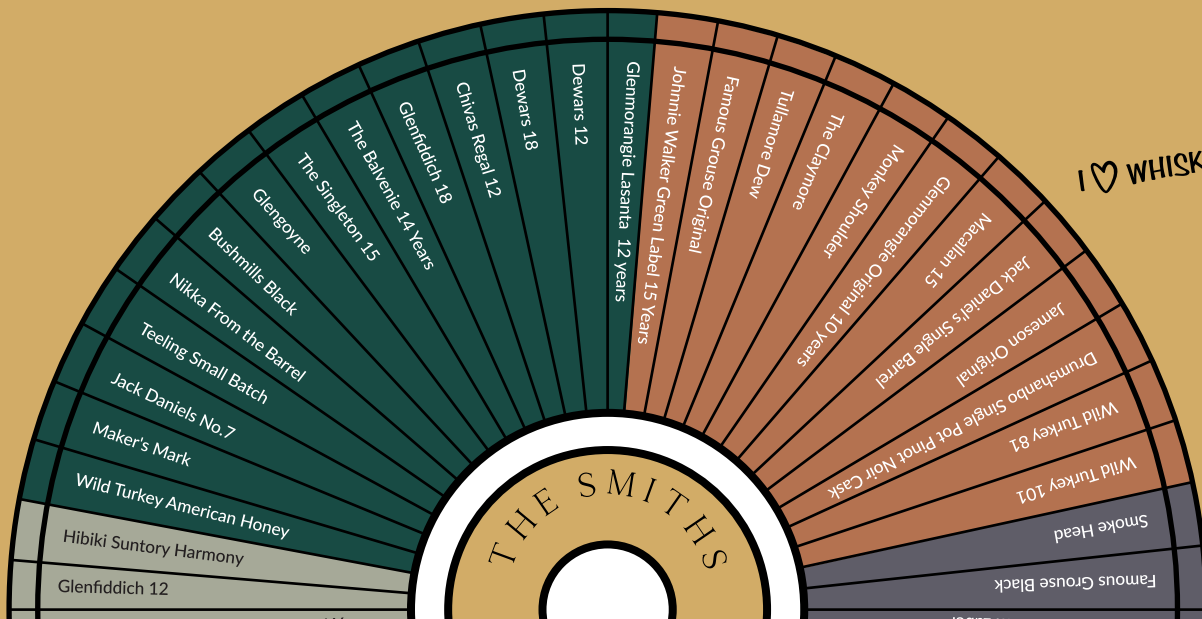 Glenfiddich 12
Hibiki Suntory Harmony
Wild Turkey American Honey
Maker's Mark
Jack Daniels No.7
Teeling Small Batch
Nikka From the Barrel
Bushmills Black
Glengoyne
The Singleton 15
The Balvenie 14 Years
Glenfiddich 18
Chivas Regal 12
Dewars 18
Dewars 12
Glenmorangie Lasanta 12 years
Johnnie Walker Green Label 15 Years
Famous Grouse Original
Tullamore Dew
The Claymore
Monkey Shoulder
Glenmorangie Original 10 years
Macallan 15
Jack Daniel's Single Barrel
Jameson Original
Drumshanbo Single Pot Pinot Noir Cask
Wild Turkey 81
Wild Turkey 101
Smoke Head
Famous Grouse Black
THE SMITHS
I ♡ WHISK